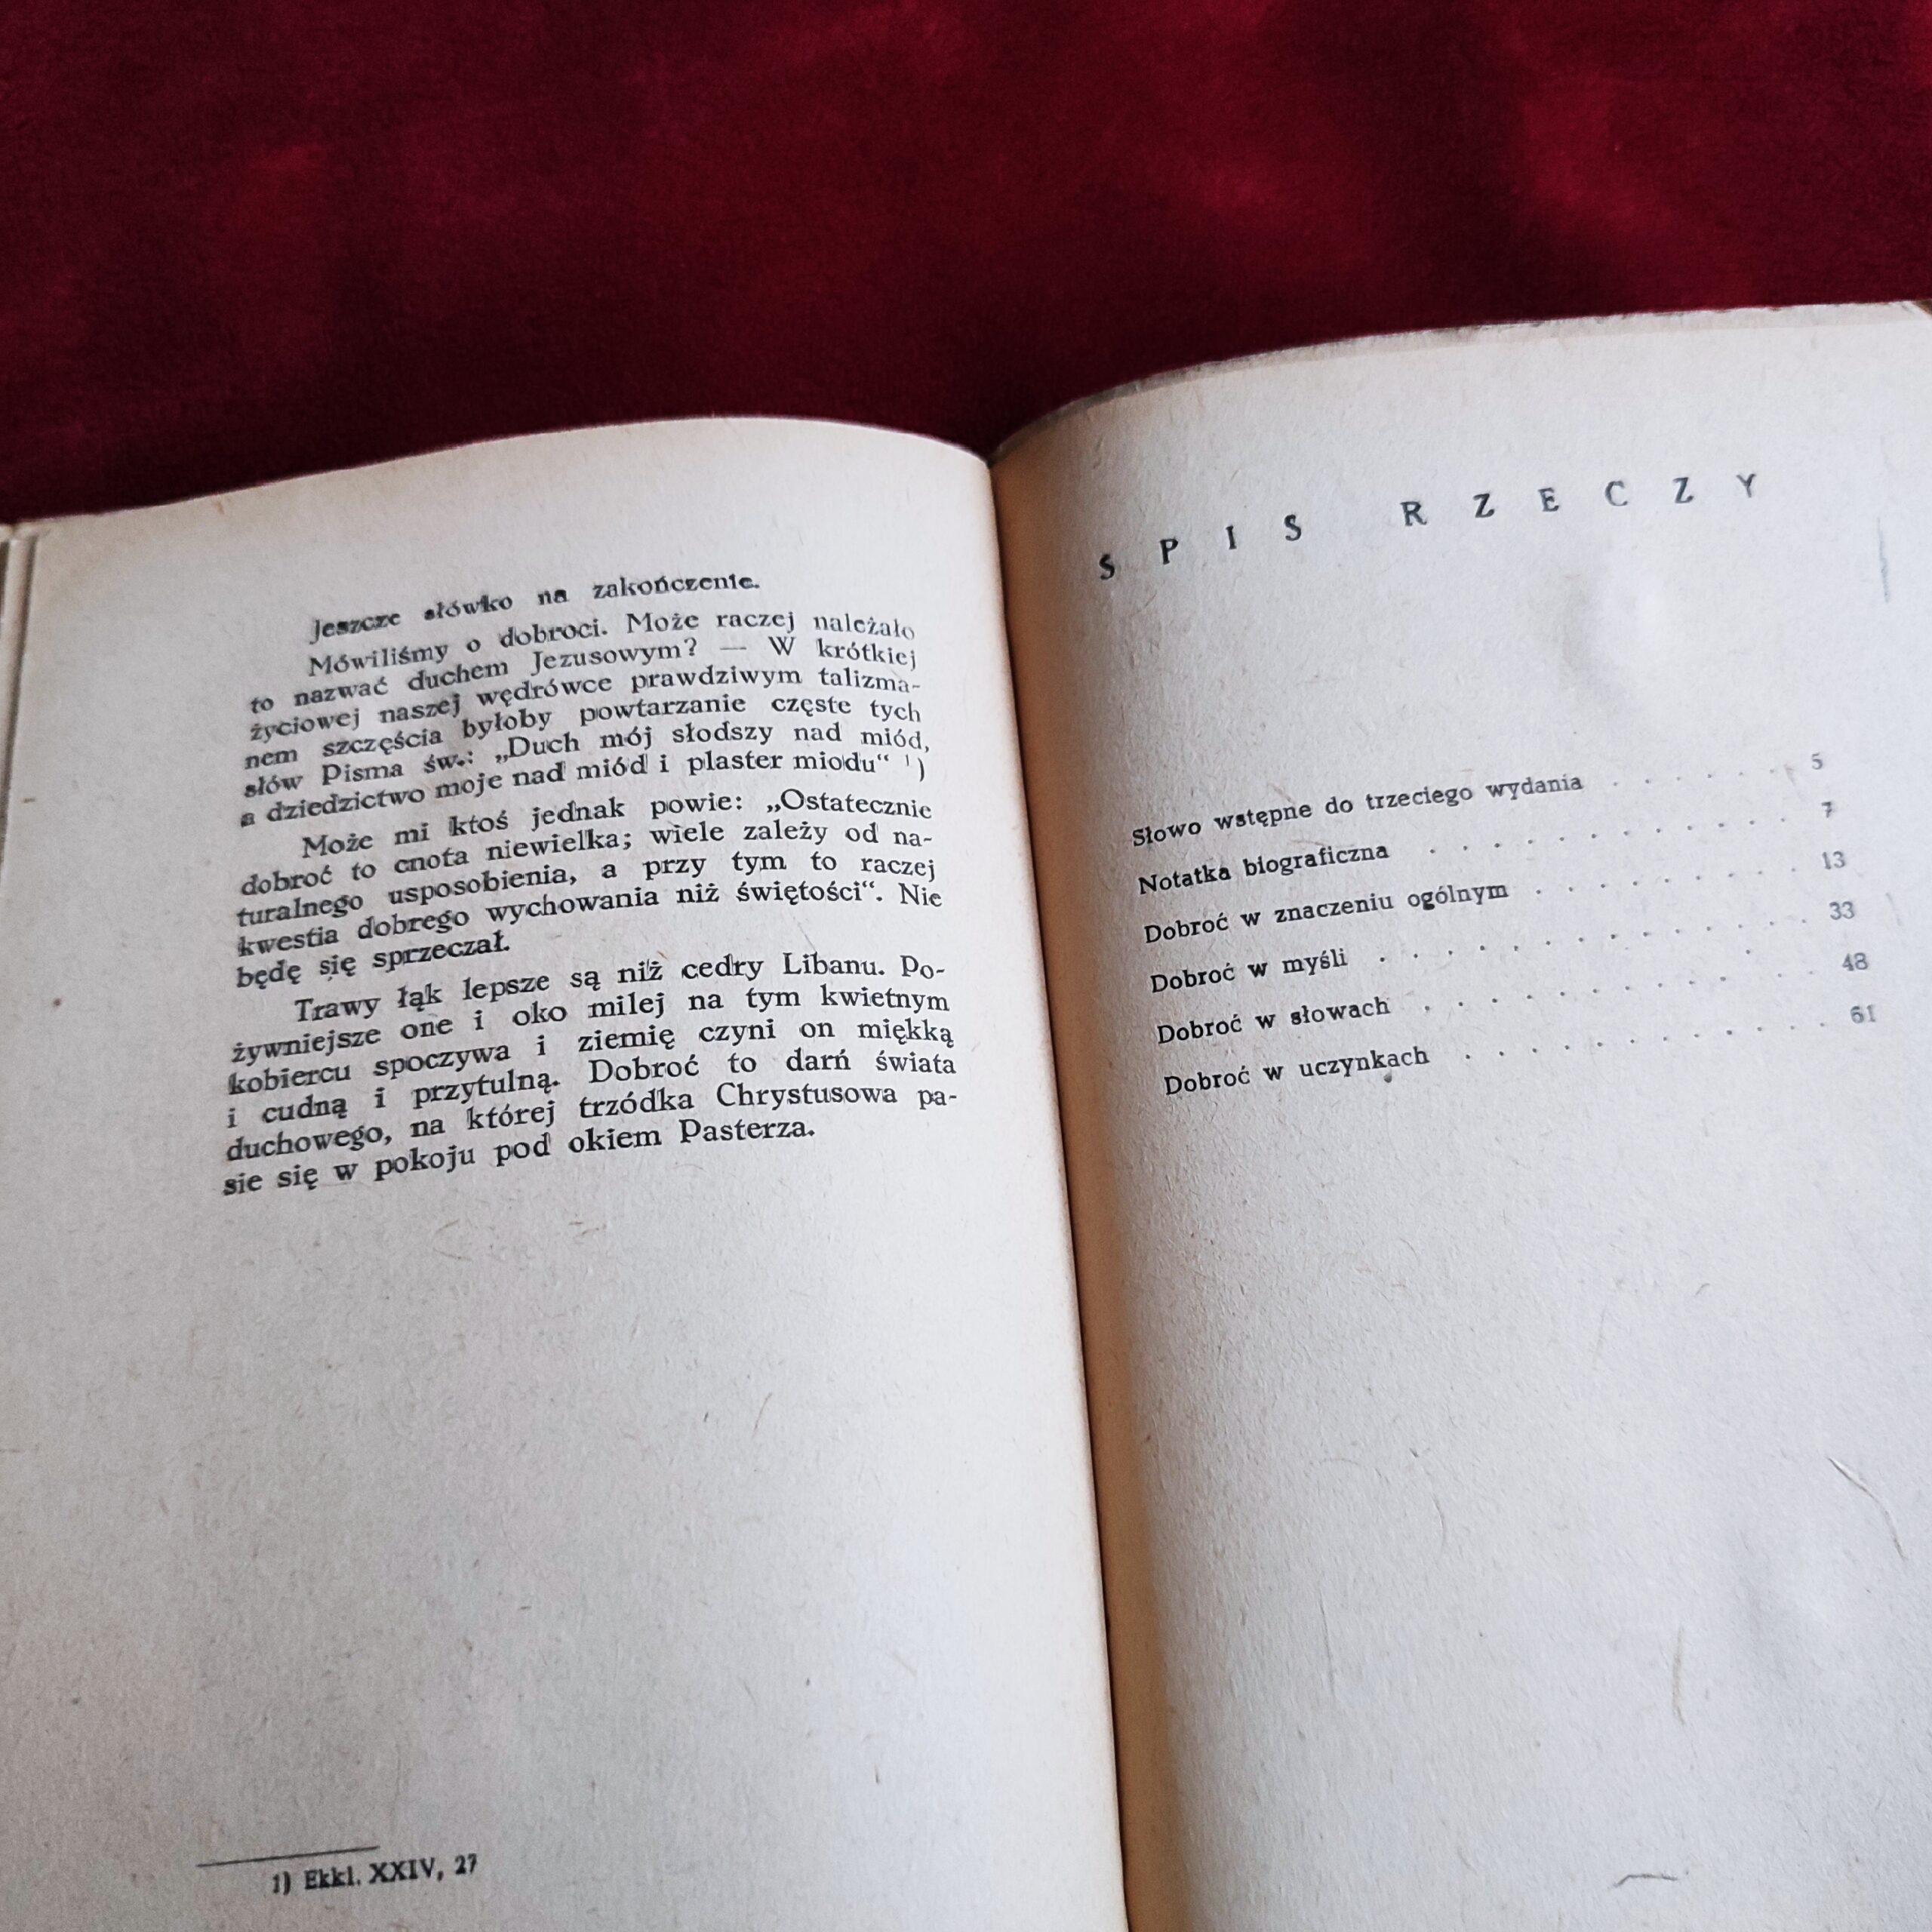 Jeszcze słówko na zakończenie.
Mówiliśmy o dobroci. Może raczej należało
to nazwać duchem Jezusowym? — W krótkiej
życiowej naszej wędrówce prawdziwym talizma-
nem szczęścia byłoby powtarzanie częste tych
słów Pisma św.: „Duch mój słodszy nad miód,
a dziedzictwo moje nad miód i plaster miodu“ ¹)
Może mi ktoś jednak powie: „Ostatecznie
dobroć to cnota niewielka; wiele zależy od na-
turalnego usposobienia, a przy tym to raczej
kwestia dobrego wychowania niż świętości“. Nie
będę się sprzeczał.
Trawy łąk lepsze są niż cedry Libanu. Po-
żywniejsze one i oko milej na tym kwietnym
kobiercu spoczywa i ziemię czyni on miękką
i cudną i przytulną. Dobroć to darń świata
duchowego, na której trzódka Chrystusowa pa-
sie się w pokoju pod okiem Pasterza.
1) Ekkl. XXIV, 27
SPIS RZECZY
Słowo wstępne do trzeciego wydania . . . . . . 5
Notatka biograficzna . . . . . . . . . . . . 7
Dobroć w znaczeniu ogólnym . . . . . . . . . 13
Dobroć w myśli . . . . . . . . . . . . . 33
Dobroć w słowach . . . . . . . . . . . . 48
Dobroć w uczynkach . . . . . . . . . . . 61